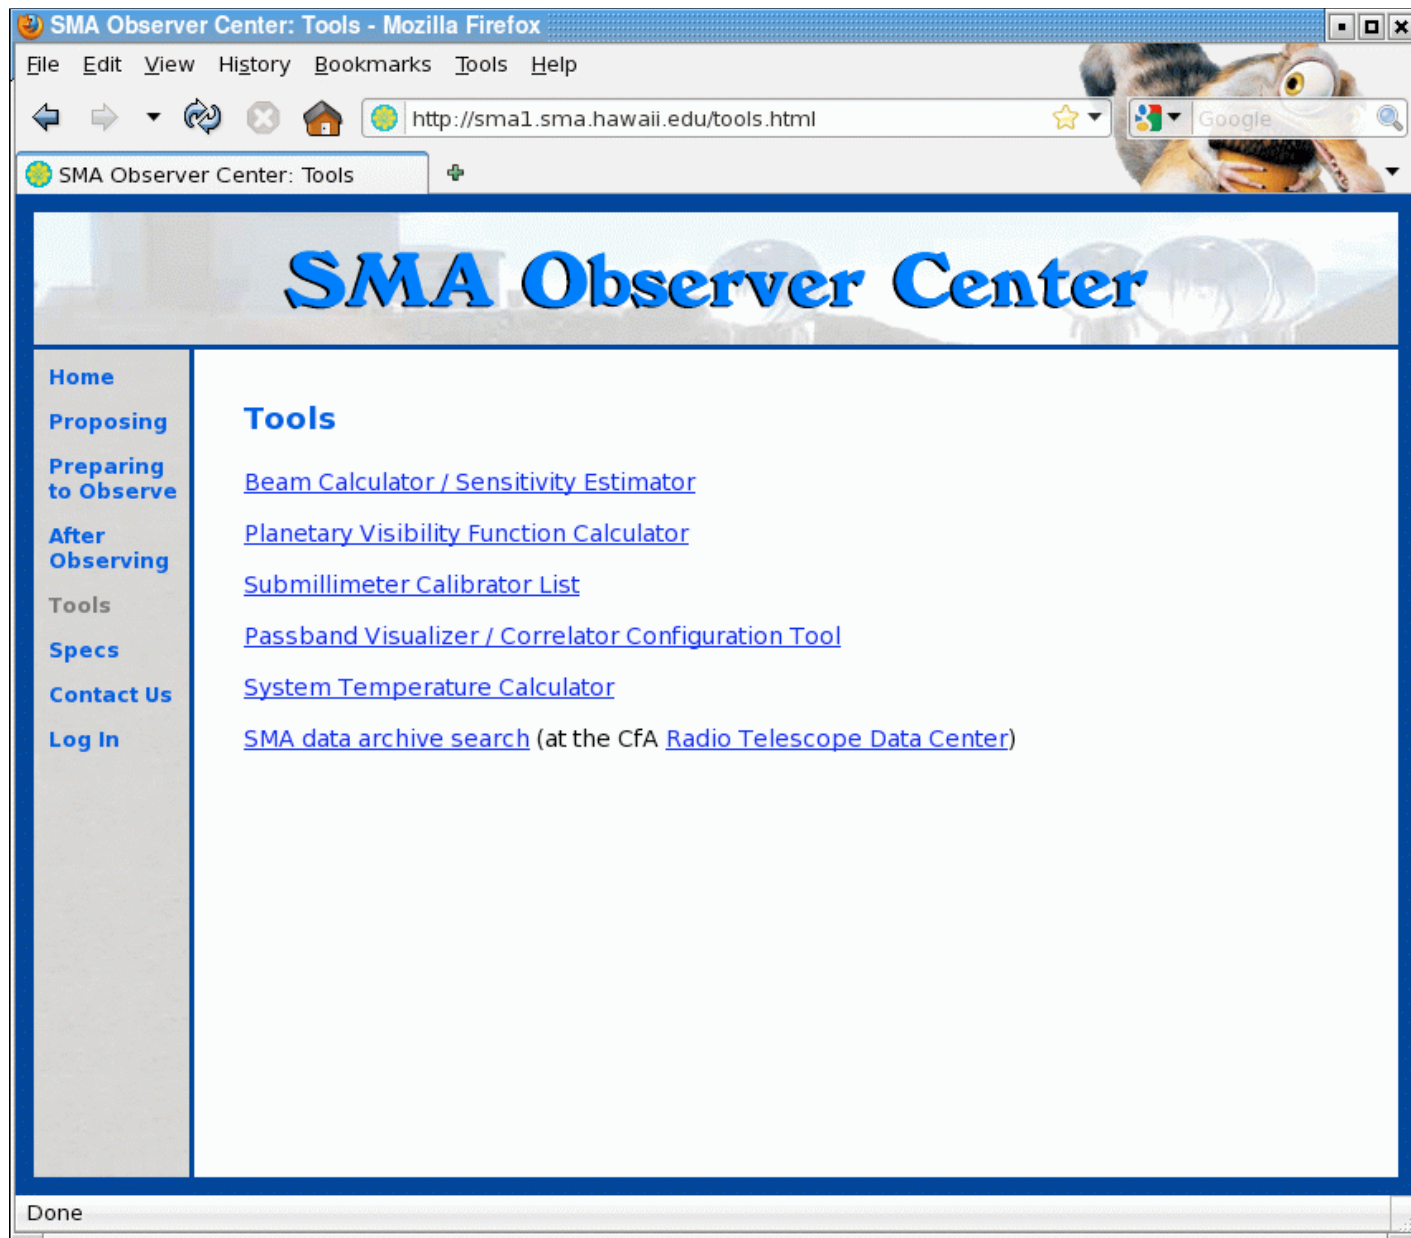 SMA Observer Center: Tools - Mozilla Firefox
File Edit View History Bookmarks Tools Help
http://sma1.sma.hawaii.edu/tools.html
Google
SMA Observer Center: Tools
SMA Observer Center
Home
Proposing
Preparing
to Observe
After
Observing
Tools
Specs
Contact Us
Log In
Tools
Beam Calculator / Sensitivity Estimator
Planetary Visibility Function Calculator
Submillimeter Calibrator List
Passband Visualizer / Correlator Configuration Tool
System Temperature Calculator
SMA data archive search (at the CfA Radio Telescope Data Center)
Done